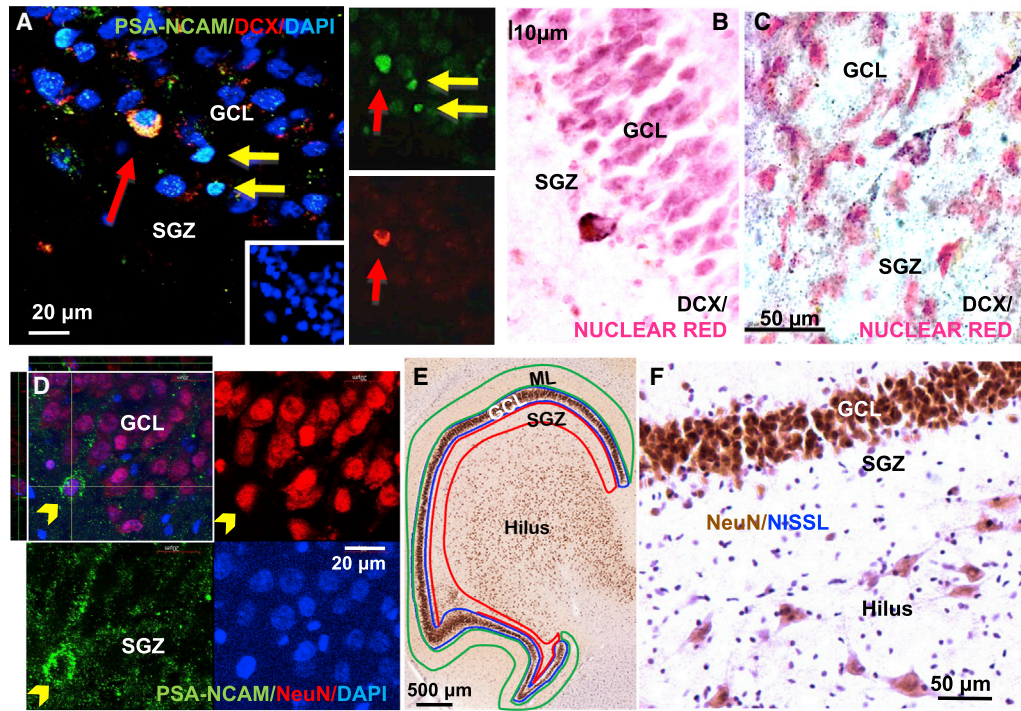 A
PSA-NCAM/DCX/DAPI
GCL
SGZ
20 µm
10µm
B
GCL
SGZ
DCX/
NUCLEAR RED
C
GCL
SGZ
DCX/
50 µm
NUCLEAR RED
D
GCL
20 µm
SGZ
PSA-NCAM/NeuN/DAPI
E
ML
GCL
SGZ
Hilus
500 µm
F
GCL
SGZ
NeuN/NISSL
Hilus
50 µm